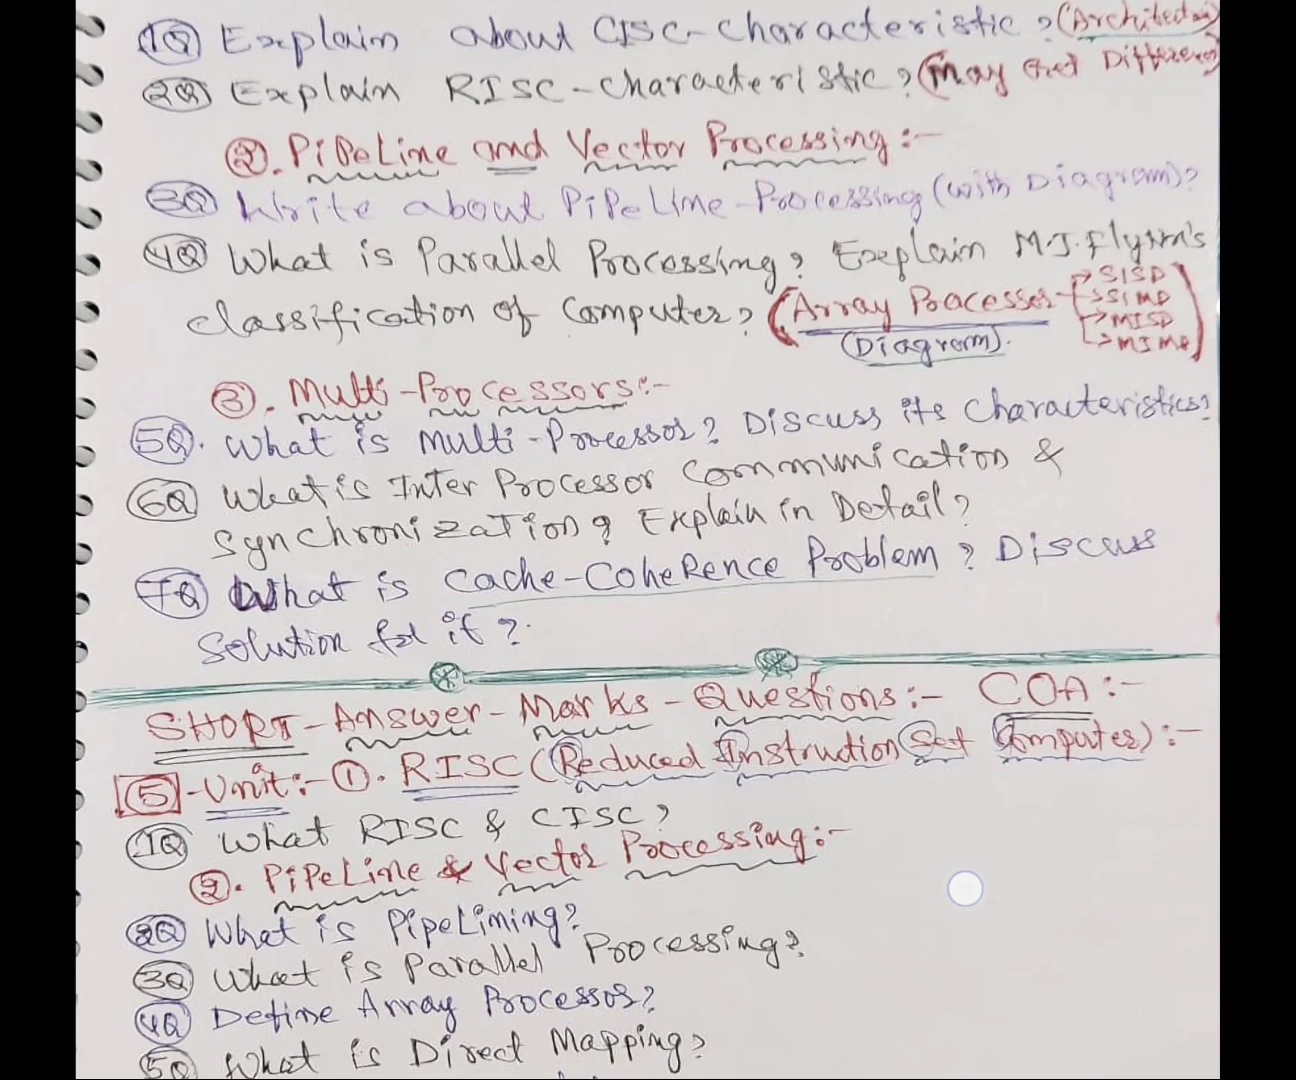 1Q Explain about CISC-Characteristic? (Architecture)
2Q Explain RISC-Characteristic? (May Get Difference)
2. PiPeLine and Vector Processing:-
3Q Write about PiPeLine-Processing (with Diagram)?
4Q What is Parallel Processing? Explain M.J.Flynn's
classification of Computer? (Array Processor → SISD
→ SIMD
→ MISD
→ MIMD)
(Diagram).
3. Multi-Processors:-
5Q. What is Multi-Processor? Discuss its Characteristics?
6Q What is Inter Processor Communication &
Synchronization? Explain in Detail?
7Q What is Cache-Coherence Problem? Discuss
Solution for it?
SHORT-Answer-Marks-Questions:- COA:-
5-Unit:- 1. RISC (Reduced Instruction Set Computer):-
1Q What RISC & CISC?
2. PiPeLine & Vector Processing:-
2Q What is PipeLining?
3Q What is Parallel Processing?
4Q Define Array Processor?
5Q What is Direct Mapping?